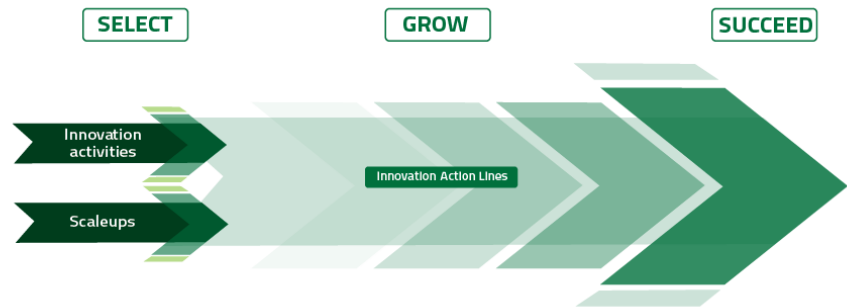 SELECT
GROW
SUCCEED
Innovation
activities
Innovation Action Lines
Scaleups